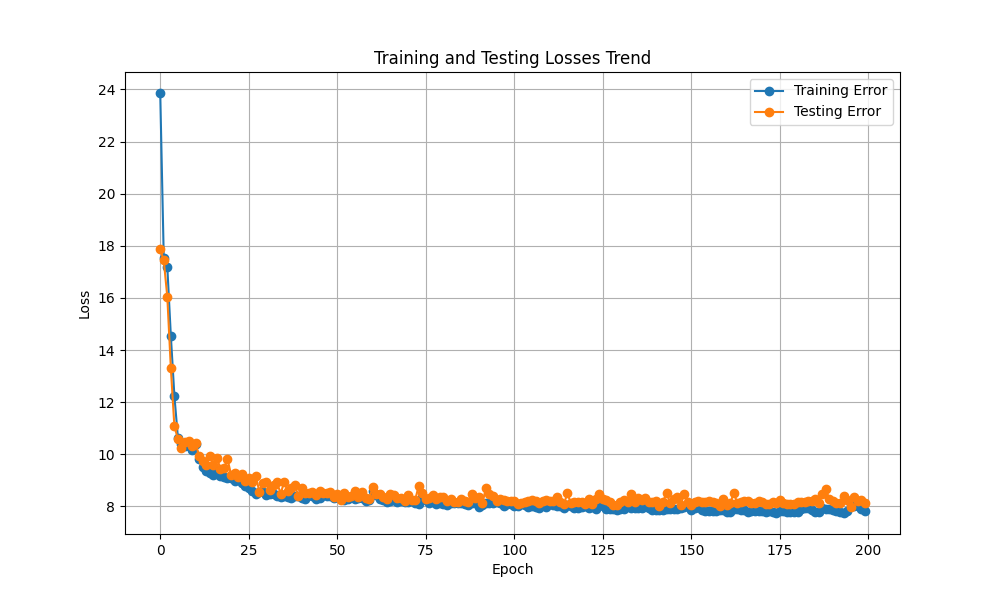 Training and Testing Losses Trend
Training Error
Testing Error
24
22
20
18
16
14
12
10
8
Loss
0 25 50 75 100 125 150 175 200
Epoch